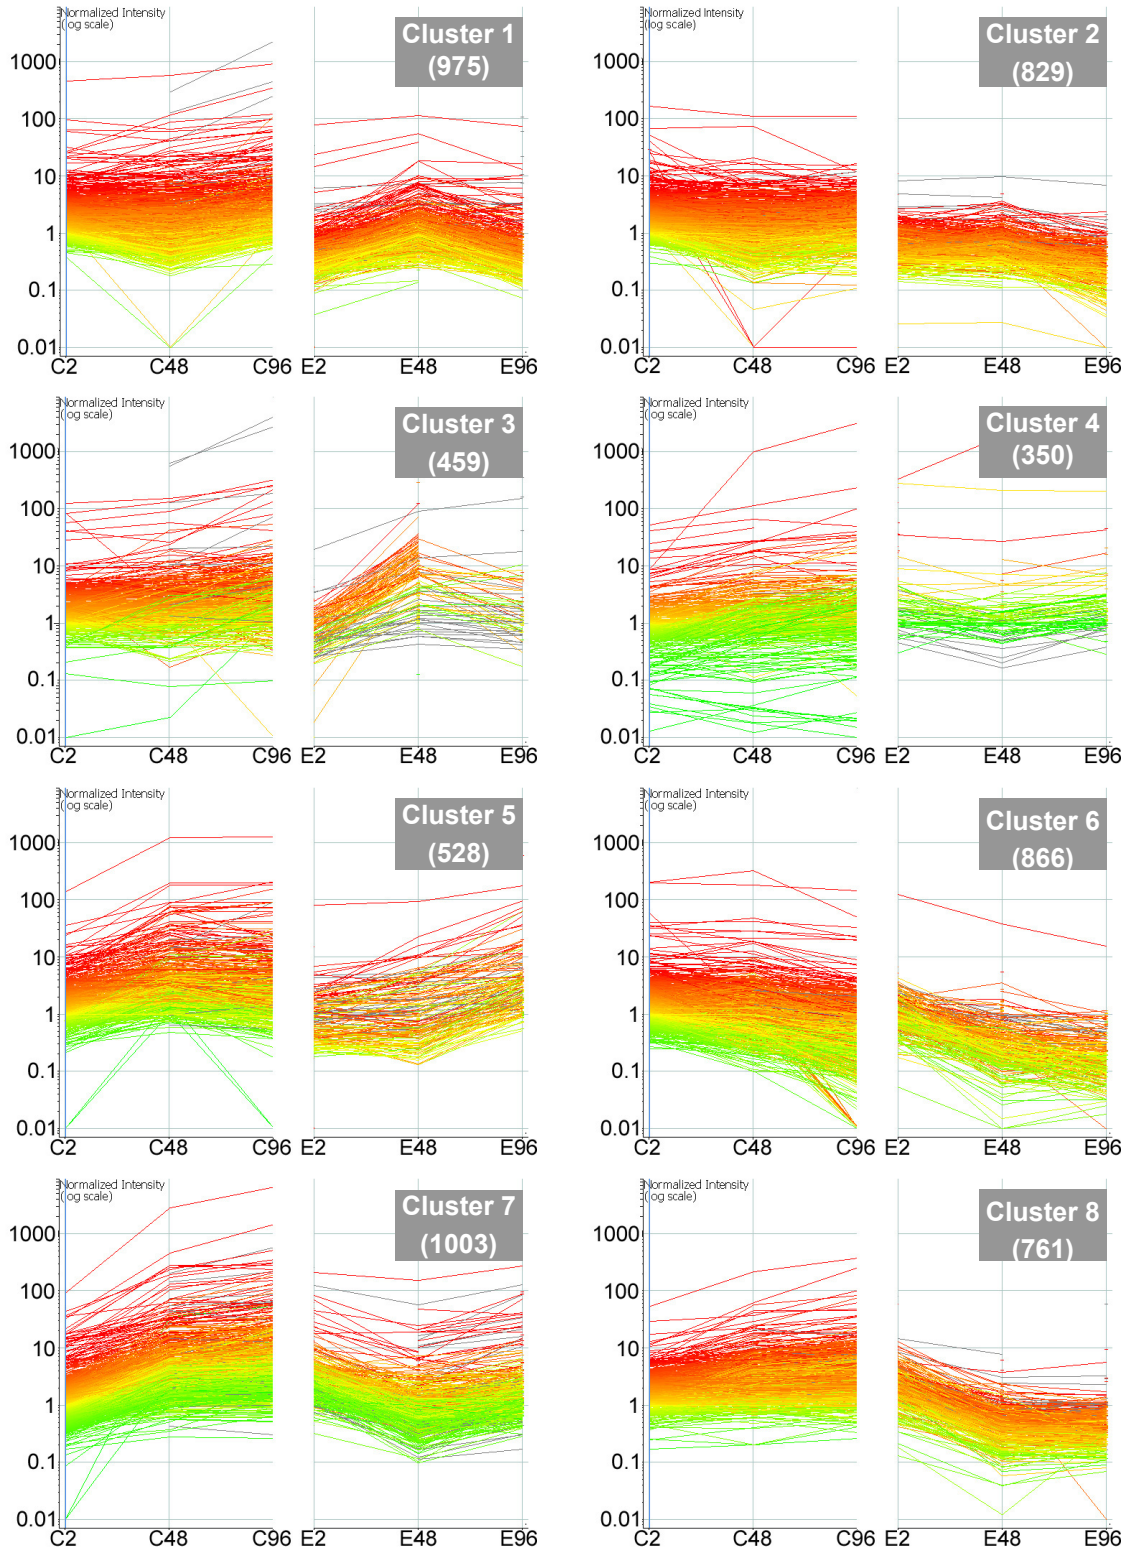 Normalized Intensity
(log scale)
Cluster 1
(975)
1000
100
10
1
0.1
0.01
C2 C48 C96 E2 E48 E96
Normalized Intensity
(log scale)
Cluster 2
(829)
1000
100
10
1
0.1
0.01
C2 C48 C96 E2 E48 E96
Normalized Intensity
(log scale)
Cluster 3
(459)
1000
100
10
1
0.1
0.01
C2 C48 C96 E2 E48 E96
Normalized Intensity
(log scale)
Cluster 4
(350)
1000
100
10
1
0.1
0.01
C2 C48 C96 E2 E48 E96
Normalized Intensity
(log scale)
Cluster 5
(528)
1000
100
10
1
0.1
0.01
C2 C48 C96 E2 E48 E96
Normalized Intensity
(log scale)
Cluster 6
(866)
1000
100
10
1
0.1
0.01
C2 C48 C96 E2 E48 E96
Normalized Intensity
(log scale)
Cluster 7
(1003)
1000
100
10
1
0.1
0.01
C2 C48 C96 E2 E48 E96
Normalized Intensity
(log scale)
Cluster 8
(761)
1000
100
10
1
0.1
0.01
C2 C48 C96 E2 E48 E96